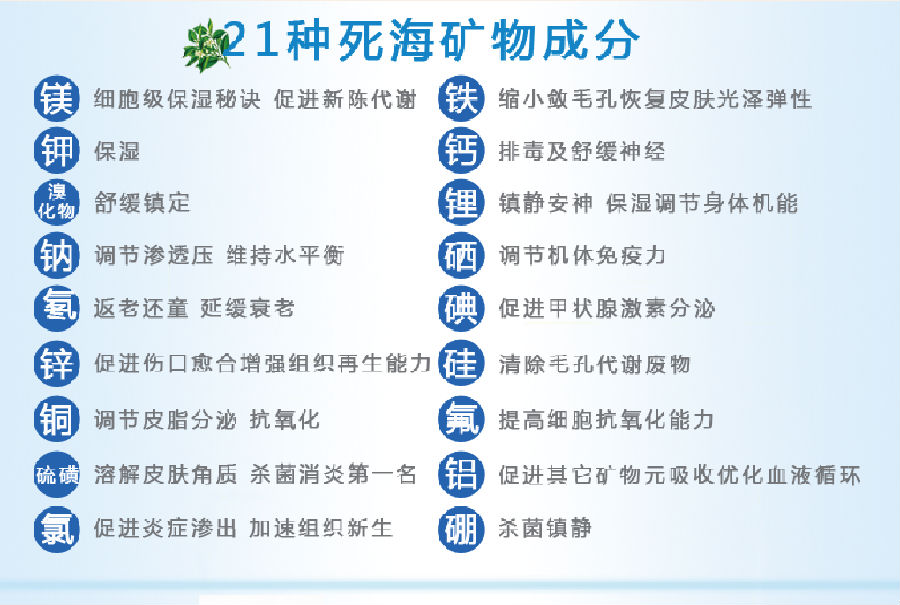 21种死海矿物成分
镁 细胞级保湿秘诀 促进新陈代谢
钾 保湿
溴化物 舒缓镇定
钠 调节渗透压 维持水平衡
氡 返老还童 延缓衰老
锌 促进伤口愈合增强组织再生能力
铜 调节皮脂分泌 抗氧化
硫磺 溶解皮肤角质 杀菌消炎第一名
氯 促进炎症渗出 加速组织新生
铁 缩小敛毛孔恢复皮肤光泽弹性
钙 排毒及舒缓神经
锂 镇静安神 保湿调节身体机能
硒 调节机体免疫力
碘 促进甲状腺激素分泌
硅 清除毛孔代谢废物
氟 提高细胞抗氧化能力
铝 促进其它矿物元吸收优化血液循环
硼 杀菌镇静